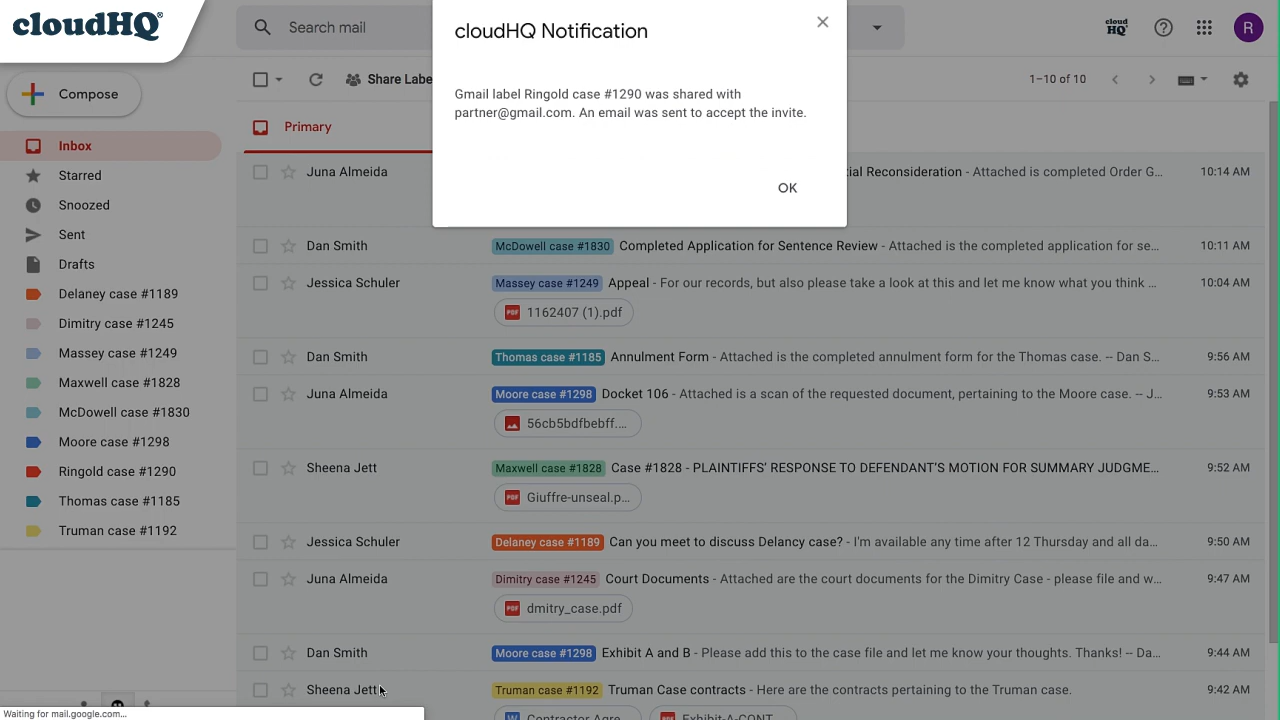 cloudHQ
Search mail
cloudHQ Notification
cloud HQ
R
Compose
Share Labe
1–10 of 10
Gmail label Ringold case #1290 was shared with
partner@gmail.com. An email was sent to accept the invite.
OK
Primary
Inbox
Starred
Snoozed
Sent
Drafts
Delaney case #1189
Dimitry case #1245
Massey case #1249
Maxwell case #1828
McDowell case #1830
Moore case #1298
Ringold case #1290
Thomas case #1185
Truman case #1192
Juna Almeida tial Reconsideration - Attached is completed Order G… 10:14 AM
Dan Smith McDowell case #1830 Completed Application for Sentence Review - Attached is the completed application for se… 10:11 AM
Jessica Schuler Massey case #1249 Appeal - For our records, but also please take a look at this and let me know what you think … 10:04 AM
PDF 1162407 (1).pdf
Dan Smith Thomas case #1185 Annulment Form - Attached is the completed annulment form for the Thomas case. -- Dan S… 9:56 AM
Juna Almeida Moore case #1298 Docket 106 - Attached is a scan of the requested document, pertaining to the Moore case. -- J… 9:53 AM
56cb5bdfbebff.…
Sheena Jett Maxwell case #1828 Case #1828 - PLAINTIFFS' RESPONSE TO DEFENDANT'S MOTION FOR SUMMARY JUDGME… 9:52 AM
PDF Giuffre-unseal.p…
Jessica Schuler Delaney case #1189 Can you meet to discuss Delancy case? - I'm available any time after 12 Thursday and all da… 9:50 AM
Juna Almeida Dimitry case #1245 Court Documents - Attached are the court documents for the Dimitry Case - please file and w… 9:47 AM
PDF dmitry_case.pdf
Dan Smith Moore case #1298 Exhibit A and B - Please add this to the case file and let me know your thoughts. Thanks! -- Da… 9:44 AM
Sheena Jett Truman case #1192 Truman Case contracts - Here are the contracts pertaining to the Truman case. 9:42 AM
W Contractor Agre… PDF Exhibit-A-CONT…
Waiting for mail.google.com...